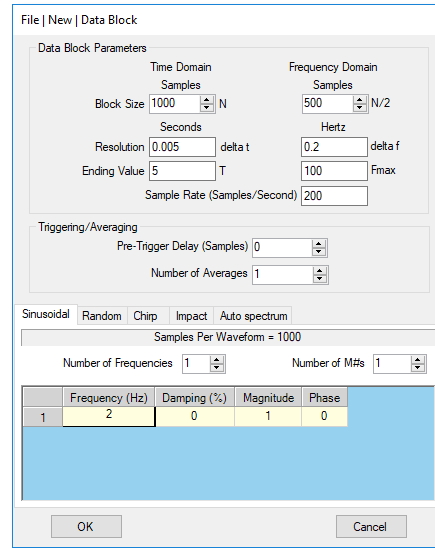 File | New | Data Block
Data Block Parameters
Time Domain Frequency Domain
Samples Samples
Block Size 1000 N 500 N/2
Seconds Hertz
Resolution 0.005 delta t 0.2 delta f
Ending Value 5 T 100 Fmax
Sample Rate (Samples/Second) 200
Triggering/Averaging
Pre-Trigger Delay (Samples) 0
Number of Averages 1
Sinusoidal Random Chirp Impact Auto spectrum
Samples Per Waveform = 1000
Number of Frequencies 1 Number of M#s 1
Frequency (Hz) Damping (%) Magnitude Phase
1 2 0 1 0
OK Cancel